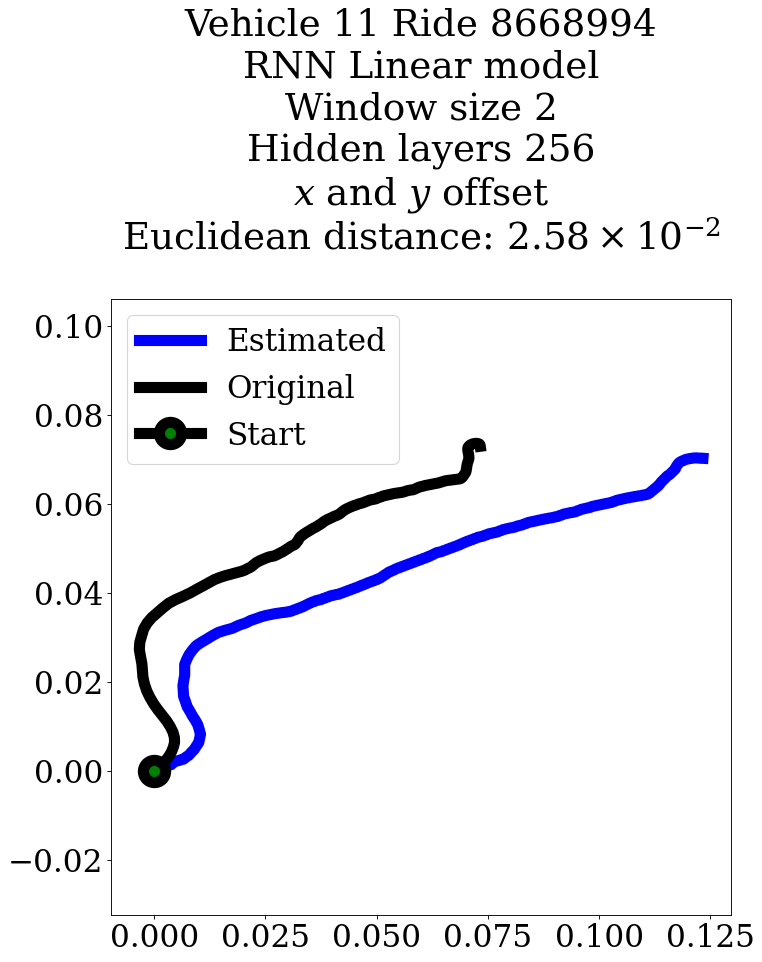 Vehicle 11 Ride 8668994
RNN Linear model
Window size 2
Hidden layers 256
x and y offset
Euclidean distance: 2.58 × 10⁻²
Estimated
Original
Start
0.10
0.08
0.06
0.04
0.02
0.00
−0.02
0.000 0.025 0.050 0.075 0.100 0.125